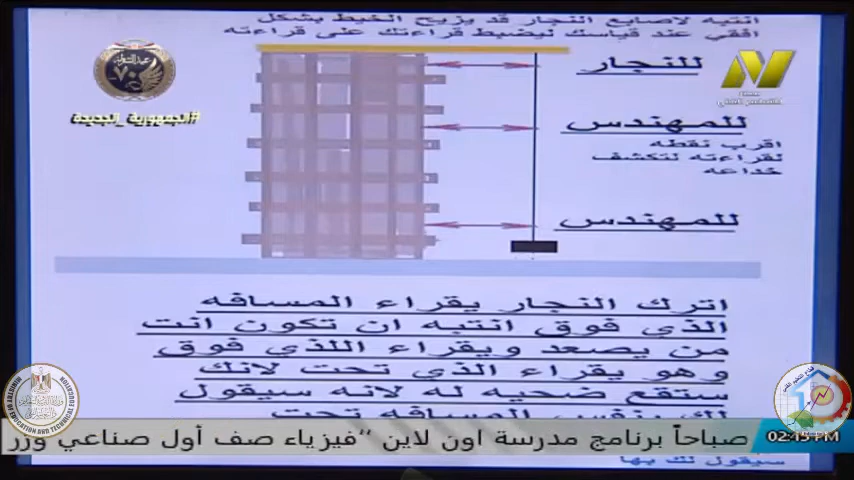 انتبه لاصابع النجار قد يزيح الخيط بشكل
افقي عند قياسك ليضبط قراءتك على قراءته
للنجار
للمهندس
اقرب نقطه
لقراءته لتكشف
خداعه
للمهندس
#الجمهورية_الجديدة
اترك النجار يقراء المسافه
الذي فوق انتبه ان تكون انت
من يصعد ويقراء اللذي فوق
وهو يقراء الذي تحت لانك
ستقع ضحيه له لانه سيقول
لك بنفس المسافه تحت
صباحاً برنامج مدرسة اون لاين "فيزياء صف أول صناعي وزر
02:45 PM
سيقول لك بها